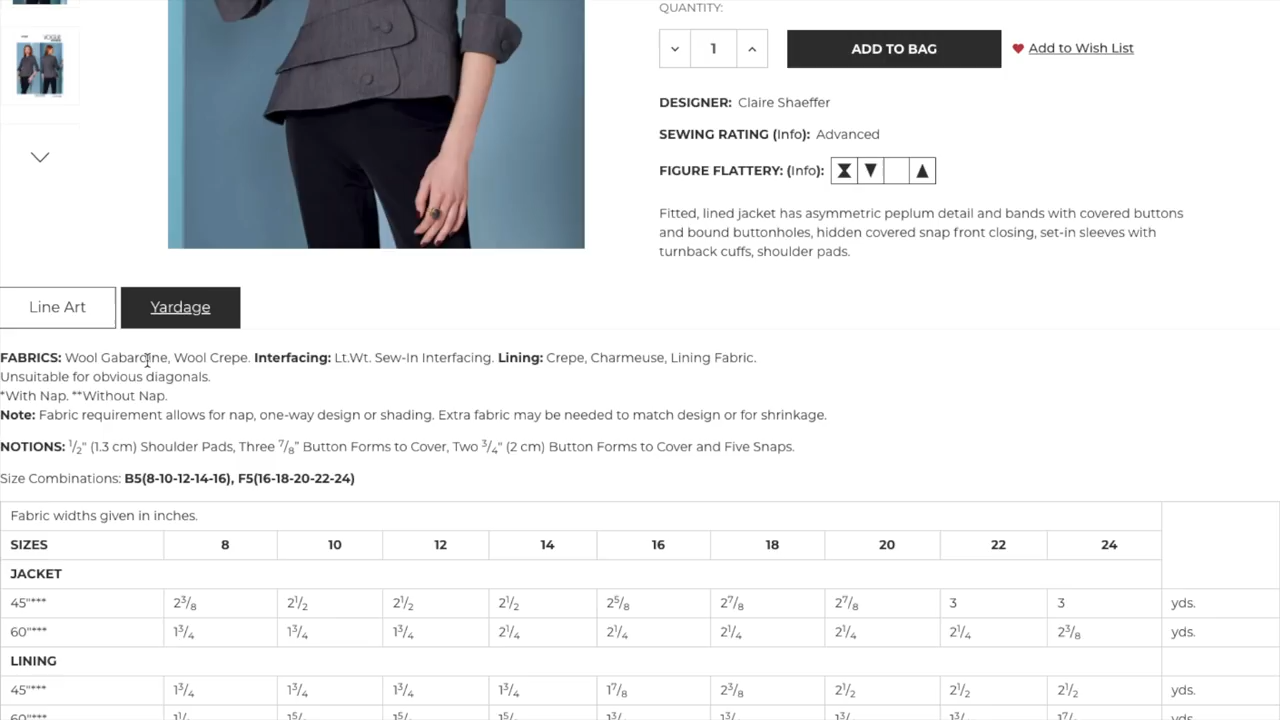 QUANTITY:
1 ADD TO BAG Add to Wish List
DESIGNER: Claire Shaeffer
SEWING RATING (Info): Advanced
FIGURE FLATTERY: (Info):
Fitted, lined jacket has asymmetric peplum detail and bands with covered buttons
and bound buttonholes, hidden covered snap front closing, set-in sleeves with
turnback cuffs, shoulder pads.
Line Art Yardage
FABRICS: Wool Gabardine, Wool Crepe. Interfacing: Lt.Wt. Sew-In Interfacing. Lining: Crepe, Charmeuse, Lining Fabric.
Unsuitable for obvious diagonals.
*With Nap. **Without Nap.
Note: Fabric requirement allows for nap, one-way design or shading. Extra fabric may be needed to match design or for shrinkage.
NOTIONS: 1/2" (1.3 cm) Shoulder Pads, Three 7/8" Button Forms to Cover, Two 3/4" (2 cm) Button Forms to Cover and Five Snaps.
Size Combinations: B5(8-10-12-14-16), F5(16-18-20-22-24)
Fabric widths given in inches.
SIZES 8 10 12 14 16 18 20 22 24
JACKET
45"*** 2 3/8 2 1/2 2 1/2 2 1/2 2 5/8 2 7/8 2 7/8 3 3 yds.
60"*** 1 3/4 1 3/4 1 3/4 2 1/4 2 1/4 2 1/4 2 1/4 2 1/4 2 3/8 yds.
LINING
45"*** 1 3/4 1 3/4 1 3/4 1 3/4 1 7/8 2 3/8 2 1/2 2 1/2 2 1/2 yds.
60"*** yds.